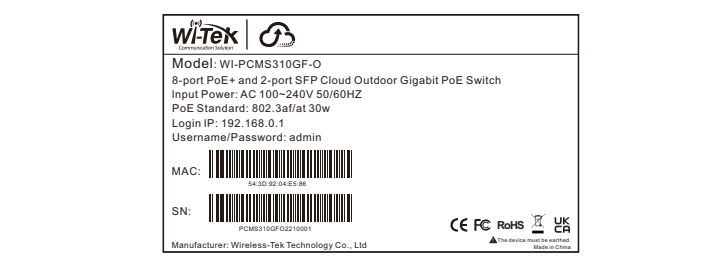 Wi-Tek
Communication Solution
Model: WI-PCMS310GF-O
8-port PoE+ and 2-port SFP Cloud Outdoor Gigabit PoE Switch
Input Power: AC 100~240V 50/60HZ
PoE Standard: 802.3af/at 30w
Login IP: 192.168.0.1
Username/Password: admin
MAC:
54:3D:92:04:E5:86
SN:
PCMS310GFO2210001
CE FC RoHS UK CA
The device must be earthed.
Manufacturer: Wireless-Tek Technology Co., Ltd
Made in China